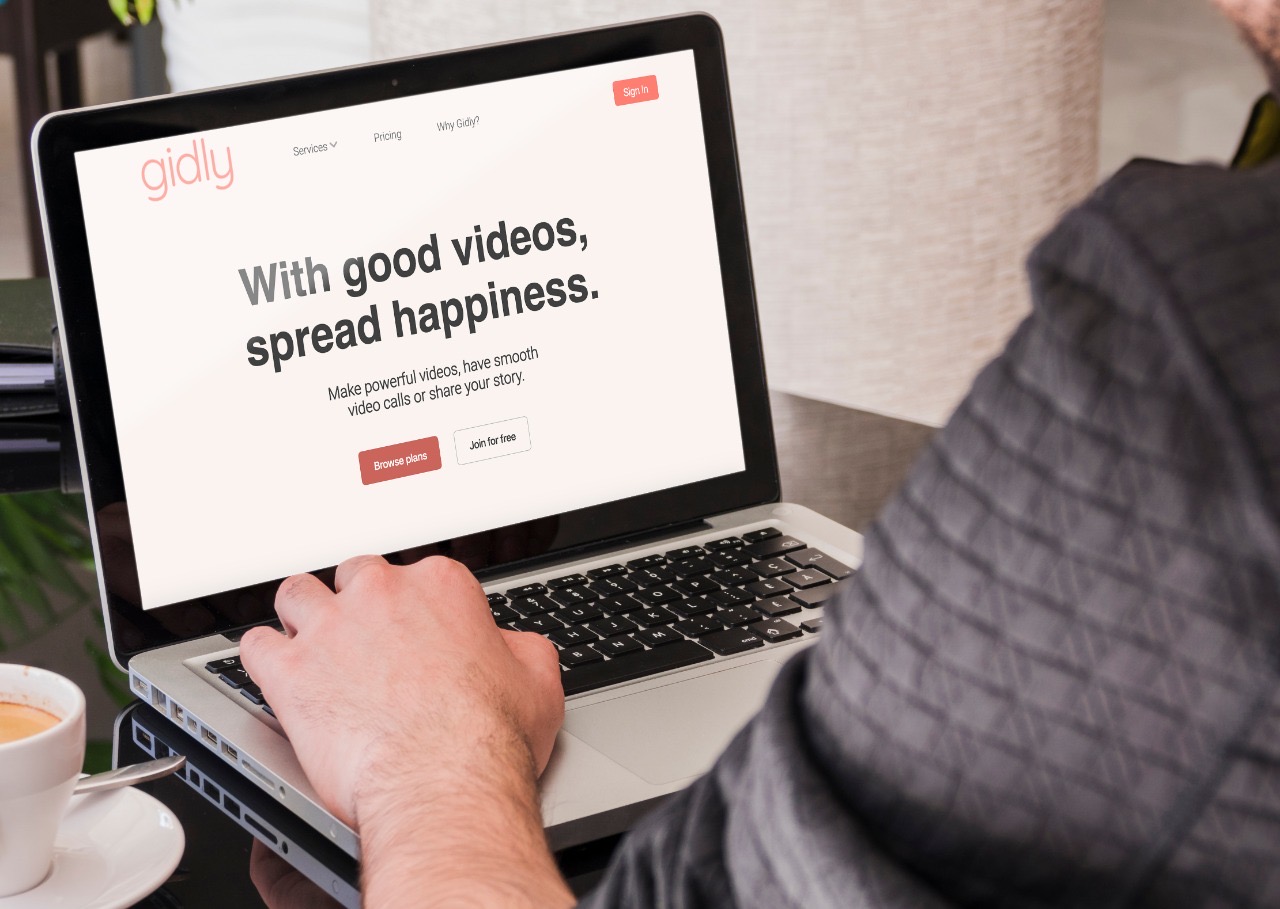 gidly
Services
Pricing
Why Gidly?
Sign In
With good videos,
spread happiness.
Make powerful videos, have smooth
video calls or share your story.
Browse plans
Join for free